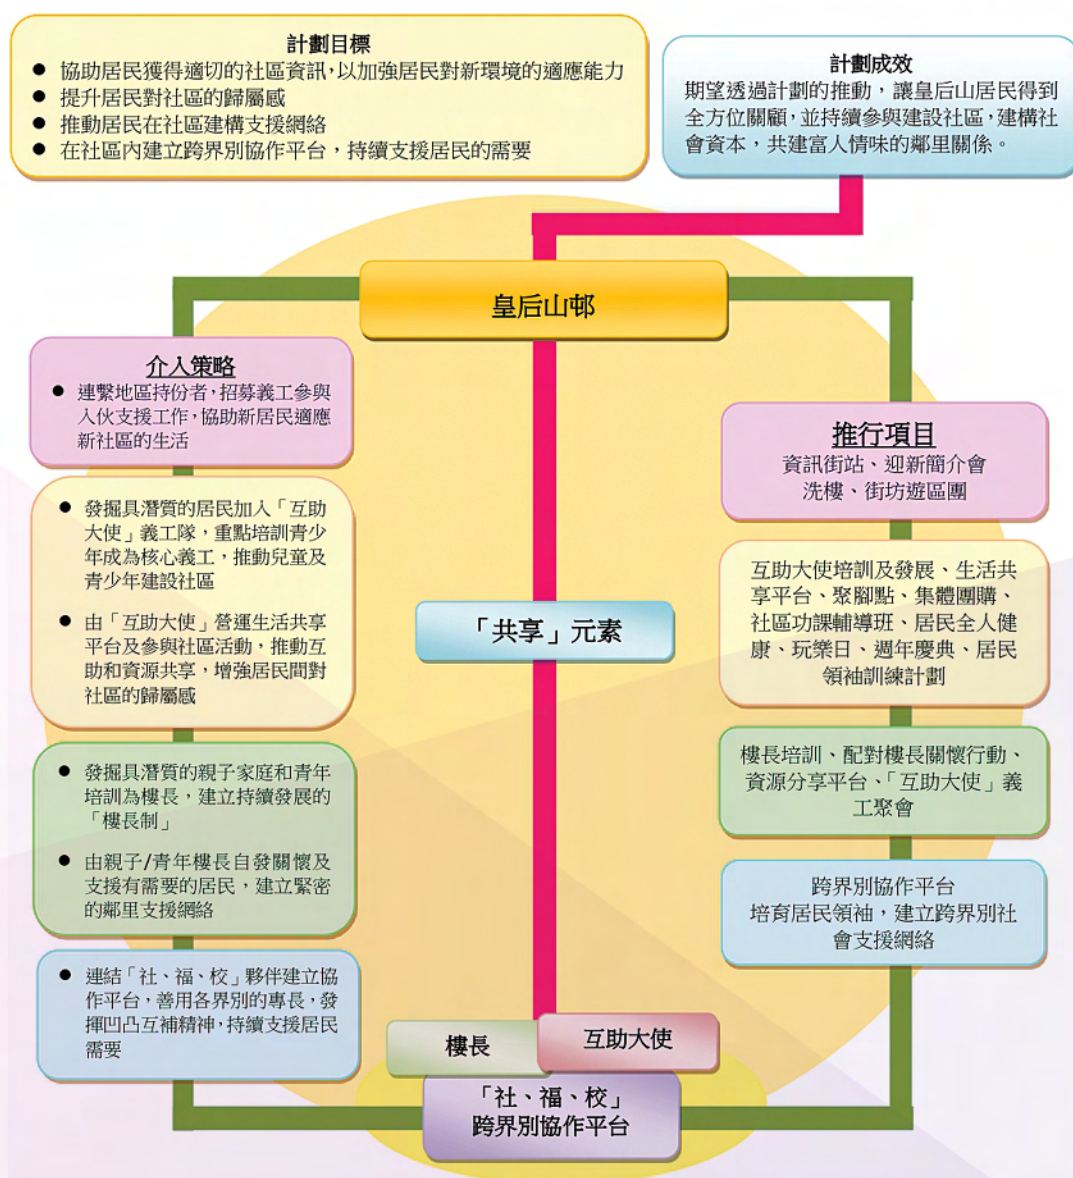 計劃目標
● 協助居民獲得適切的社區資訊，以加強居民對新環境的適應能力
● 提升居民對社區的歸屬感
● 推動居民在社區建構支援網絡
● 在社區內建立跨界別協作平台，持續支援居民的需要
計劃成效
期望透過計劃的推動，讓皇后山居民得到
全方位關顧，並持續參與建設社區，建構社
會資本，共建富人情味的鄰里關係。
皇后山邨
介入策略
● 連繫地區持份者，招募義工參與
入伙支援工作，協助新居民適應
新社區的生活
● 發掘具潛質的居民加入「互助
大使」義工隊，重點培訓青少
年成為核心義工，推動兒童及
青少年建設社區
● 由「互助大使」營運生活共享
平台及參與社區活動，推動互
助和資源共享，增強居民間對
社區的歸屬感
● 發掘具潛質的親子家庭和青年
培訓為樓長，建立持續發展的
「樓長制」
● 由親子/青年樓長自發關懷及
支援有需要的居民，建立緊密
的鄰里支援網絡
● 連結「社、福、校」夥伴建立協
作平台，善用各界別的專長，發
揮凹凸互補精神，持續支援居民
需要
「共享」元素
推行項目
資訊街站、迎新簡介會
洗樓、街坊遊區團
互助大使培訓及發展、生活共
享平台、聚腳點、集體團購、
社區功課輔導班、居民全人健
康、玩樂日、週年慶典、居民
領袖訓練計劃
樓長培訓、配對樓長關懷行動、
資源分享平台、「互助大使」義
工聚會
跨界別協作平台
培育居民領袖，建立跨界別社
會支援網絡
樓長
互助大使
「社、福、校」
跨界別協作平台